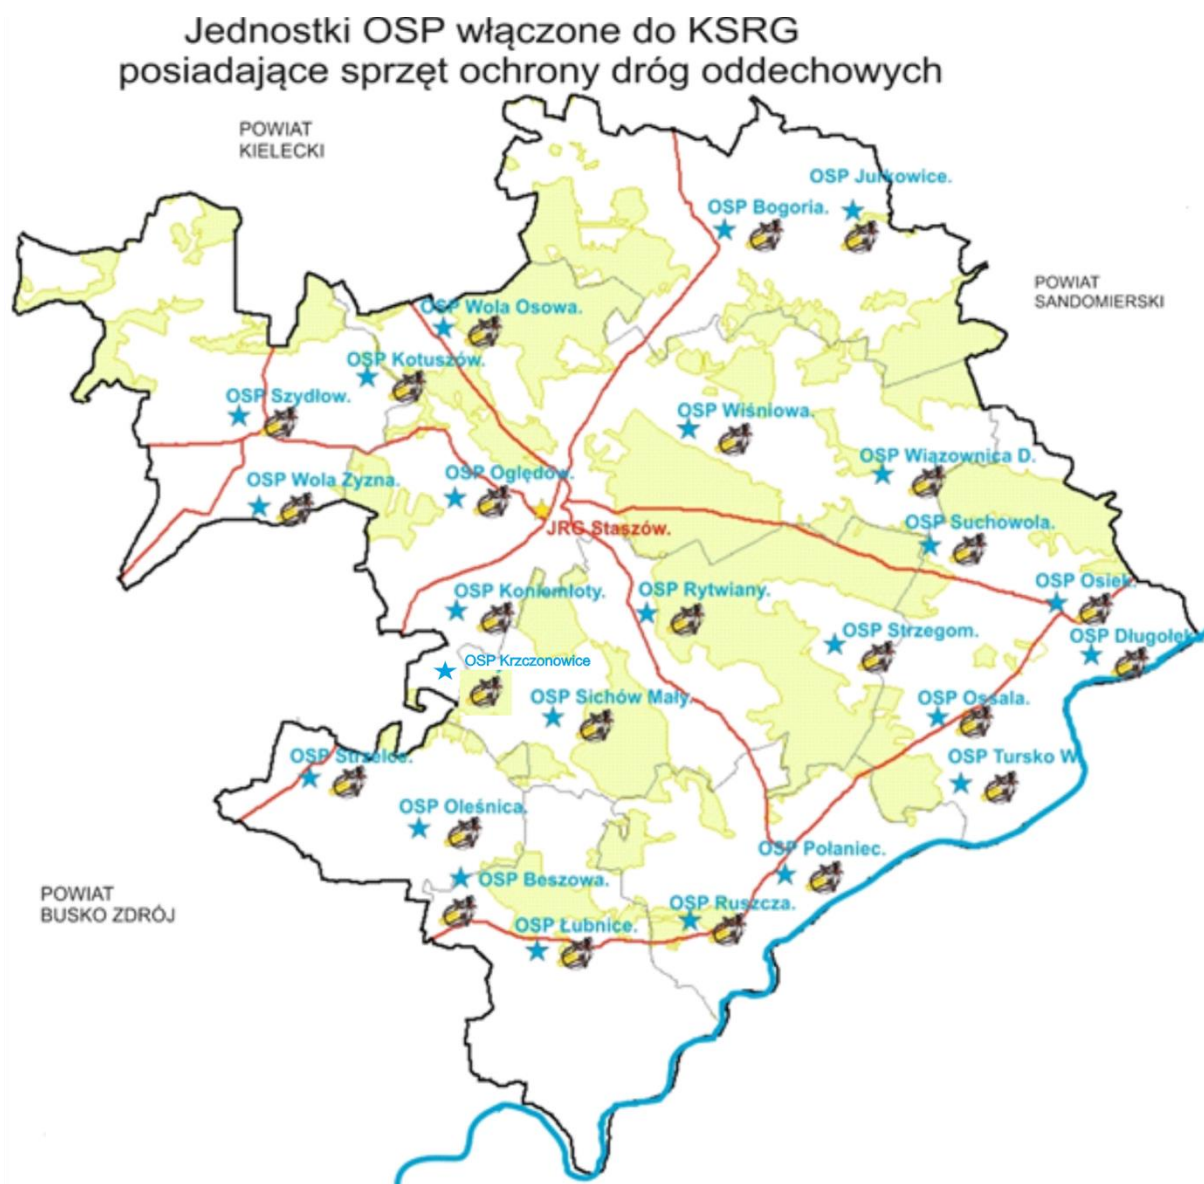 Jednostki OSP włączone do KSRG
posiadające sprzęt ochrony dróg oddechowych
POWIAT
KIELECKI
OSP Jurkowice.
OSP Bogoria.
POWIAT
SANDOMIERSKI
OSP Wola Osowa.
OSP Kotuszów.
OSP Szydłow.
OSP Wiśniowa.
OSP Wiązownica D.
OSP Wola Zyzna.
OSP Oględów.
JRG Staszów.
OSP Suchowola.
OSP Osiek.
OSP Koniemłoty.
OSP Rytwiany.
OSP Strzegom.
OSP Długołęk
OSP Krzczonowice
OSP Sichów Mały.
OSP Ossala.
OSP Strzelce.
OSP Tursko W.
OSP Oleśnica.
OSP Połaniec.
OSP Beszowa.
POWIAT
BUSKO ZDRÓJ
OSP Ruszcza.
OSP Łubnice.